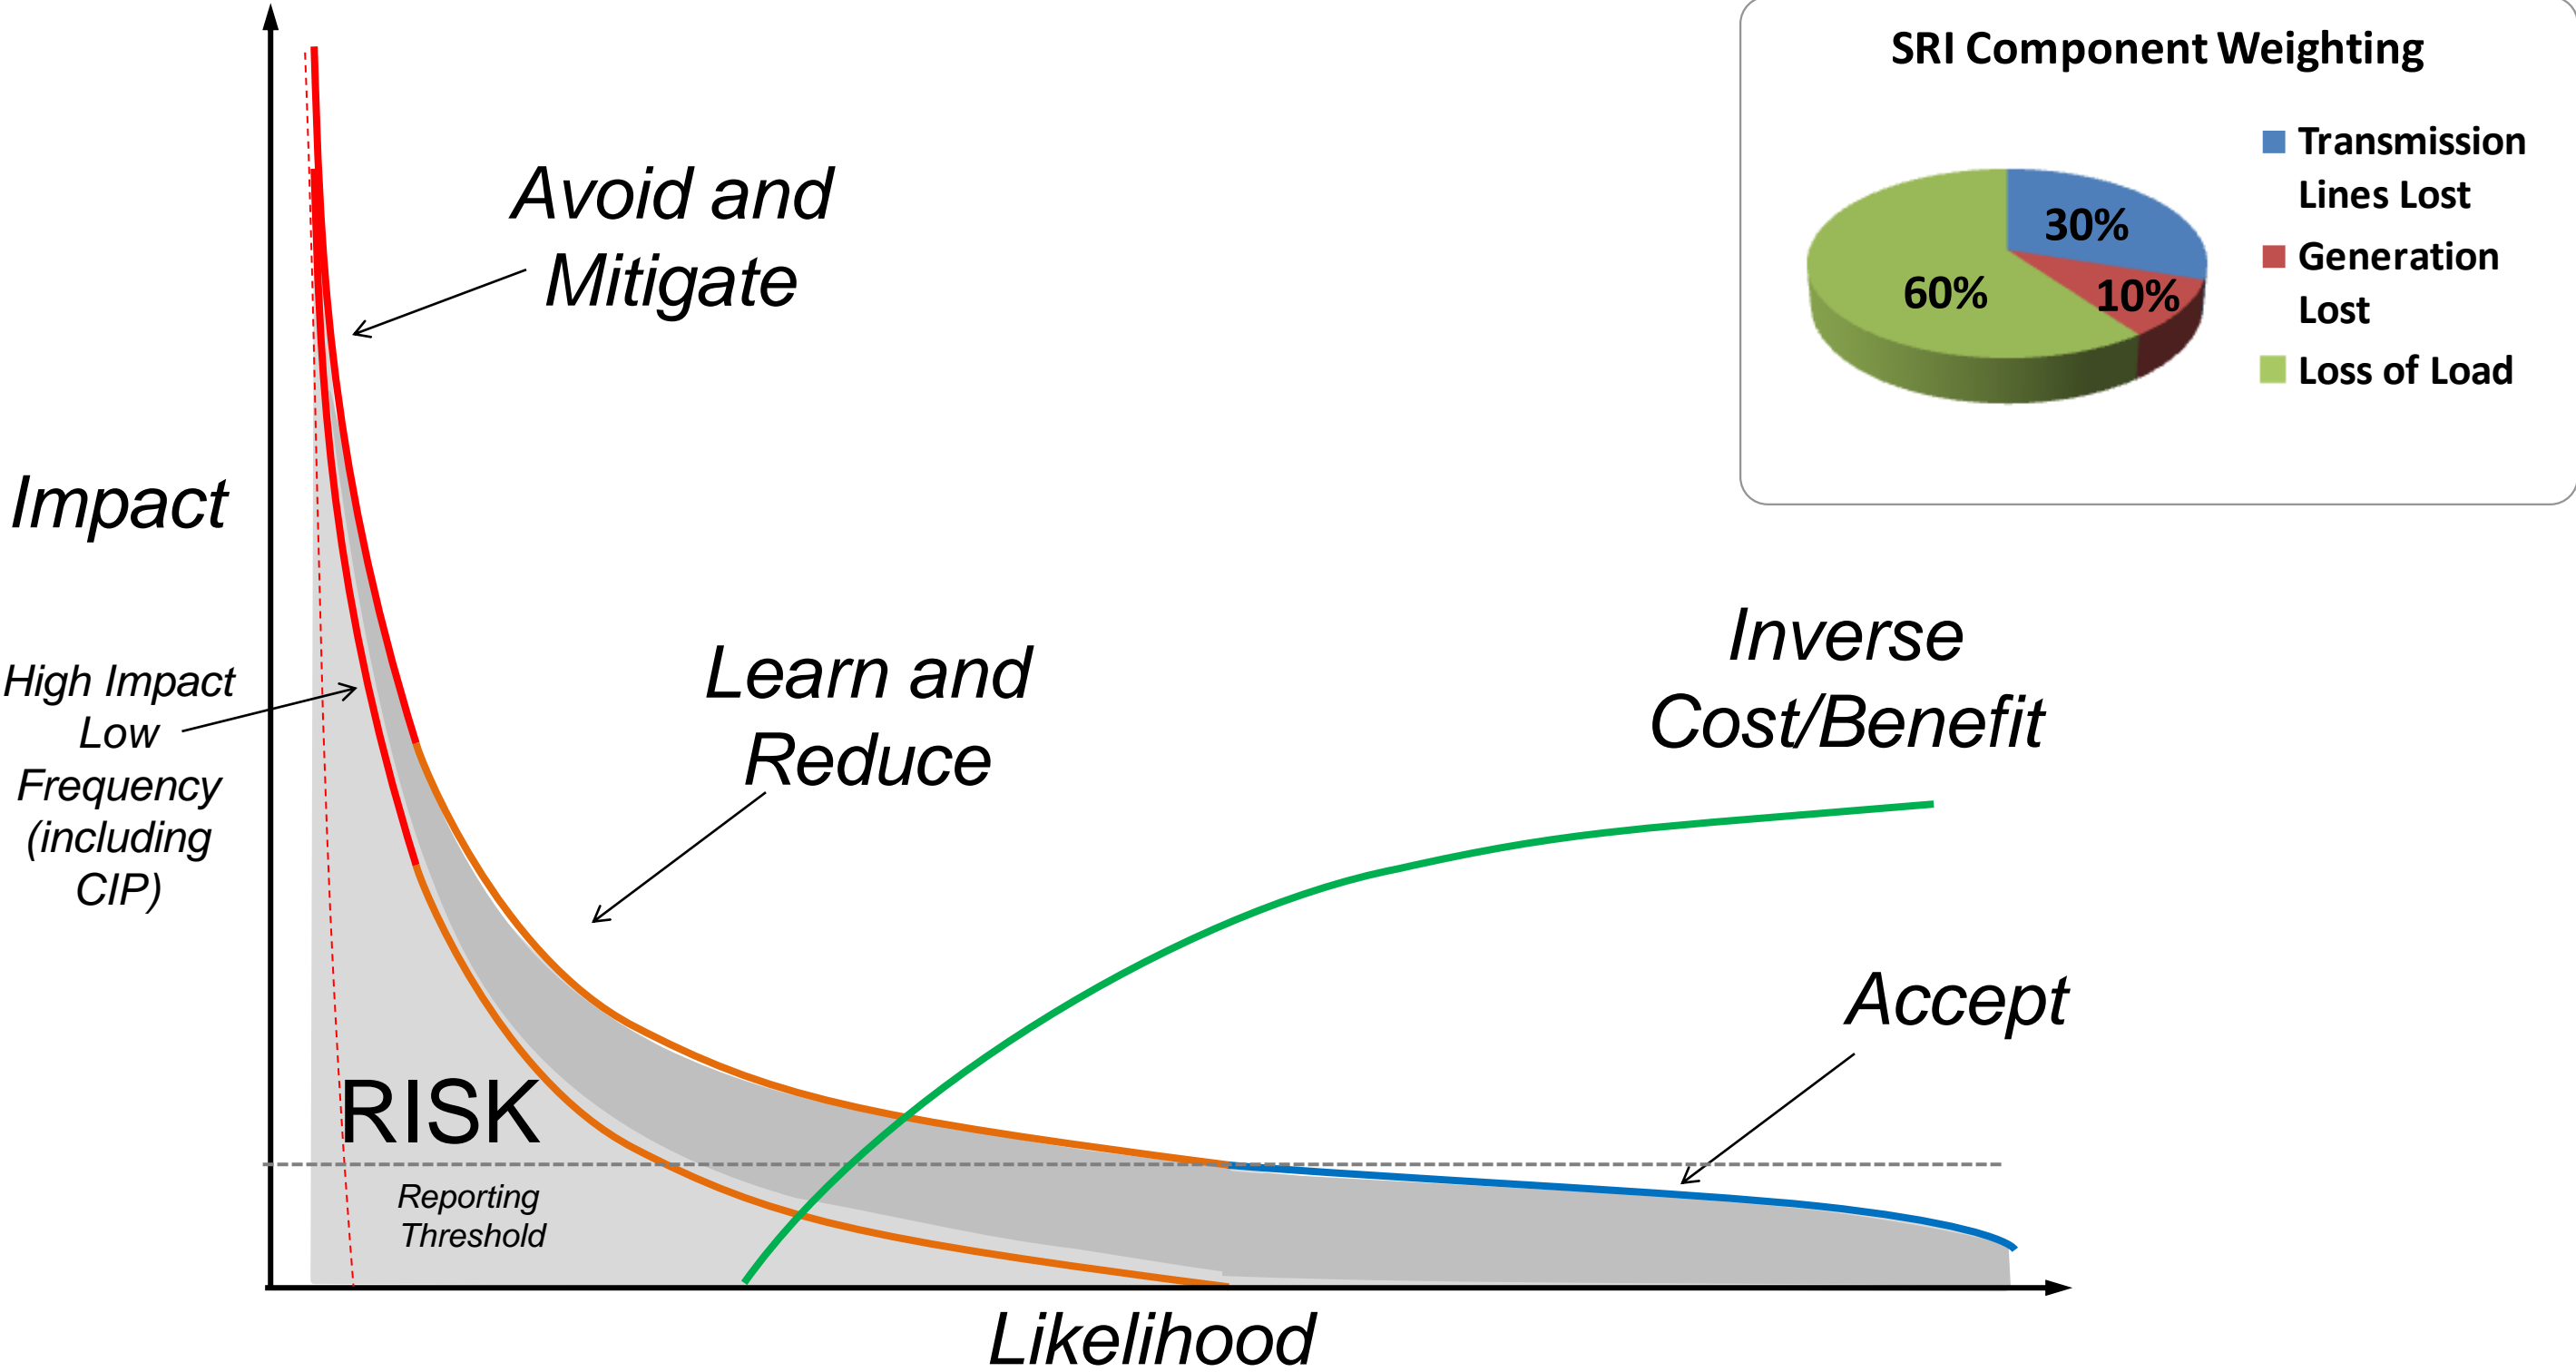 SRI Component Weighting
Transmission
Lines Lost
Generation
Lost
Loss of Load
30%
10%
60%
Avoid and
Mitigate
Impact
High Impact
Low
Frequency
(including
CIP)
Learn and
Reduce
Inverse
Cost/Benefit
Accept
RISK
Reporting
Threshold
Likelihood